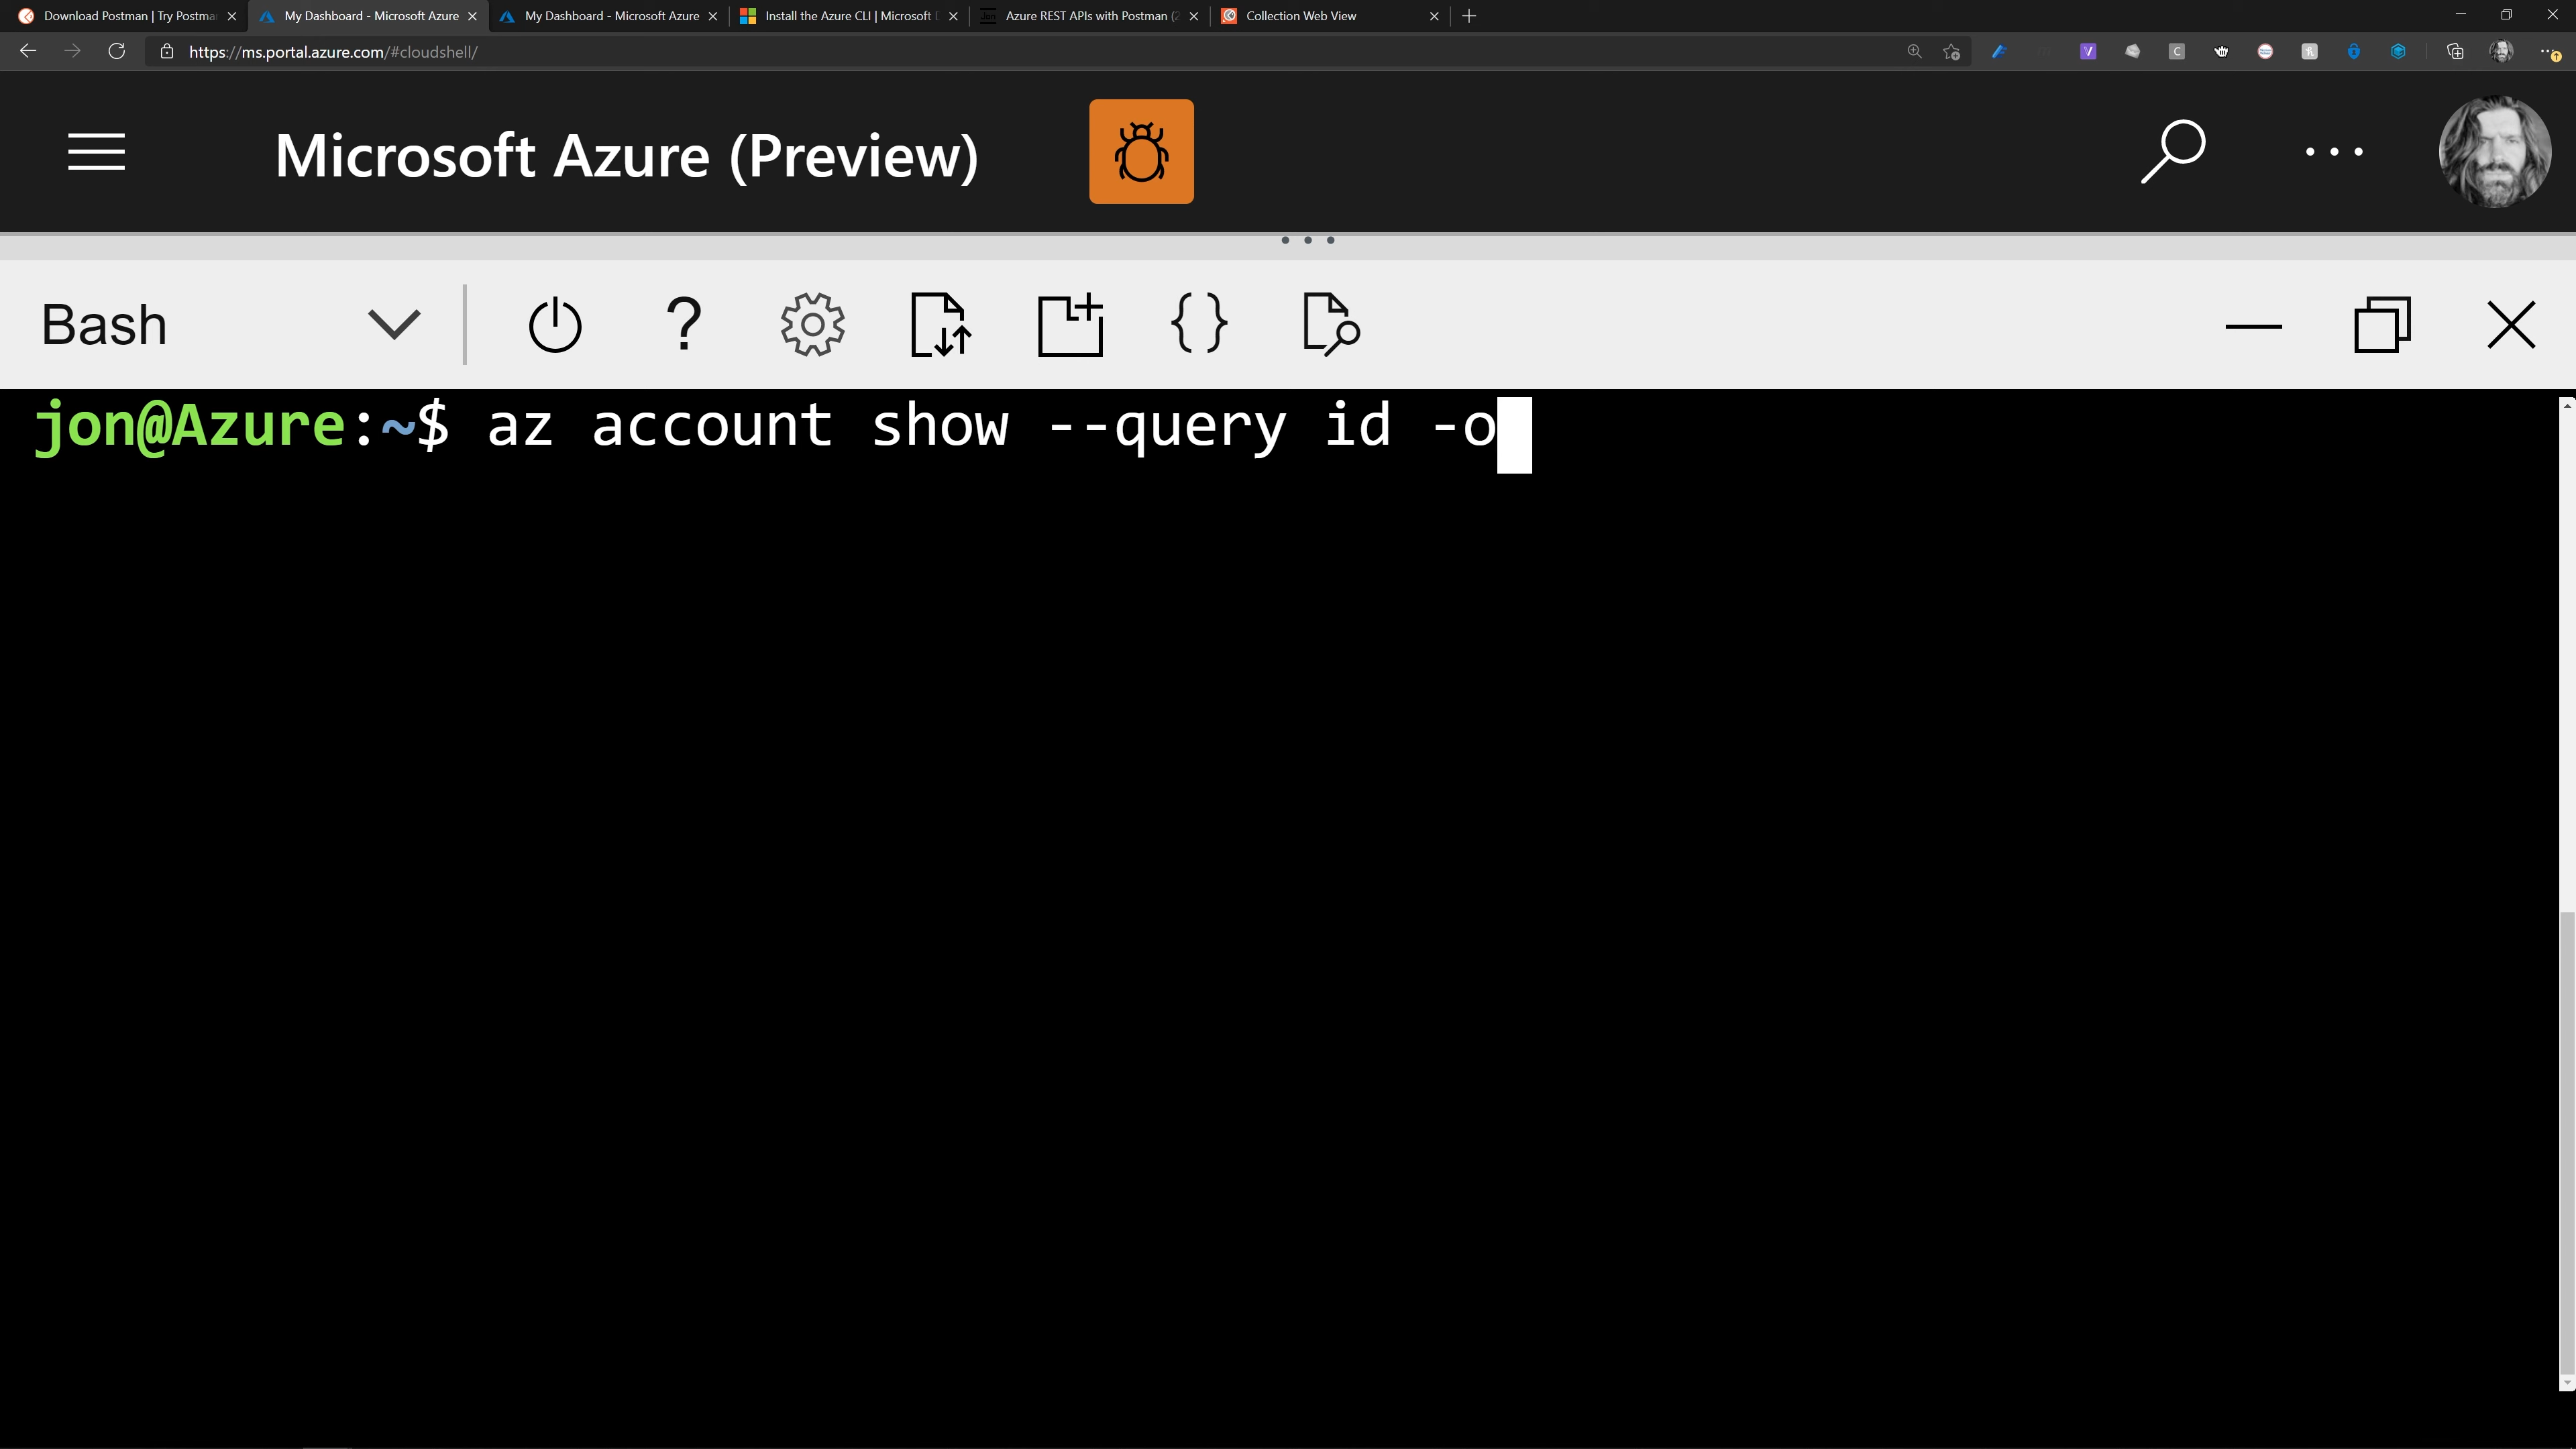 Download Postman | Try Postma
My Dashboard - Microsoft Azure
My Dashboard - Microsoft Azure
Install the Azure CLI | Microsoft D
Azure REST APIs with Postman (2
Collection Web View
https://ms.portal.azure.com/#cloudshell/
Microsoft Azure (Preview)
Bash
jon@Azure:~$ az account show --query id -o